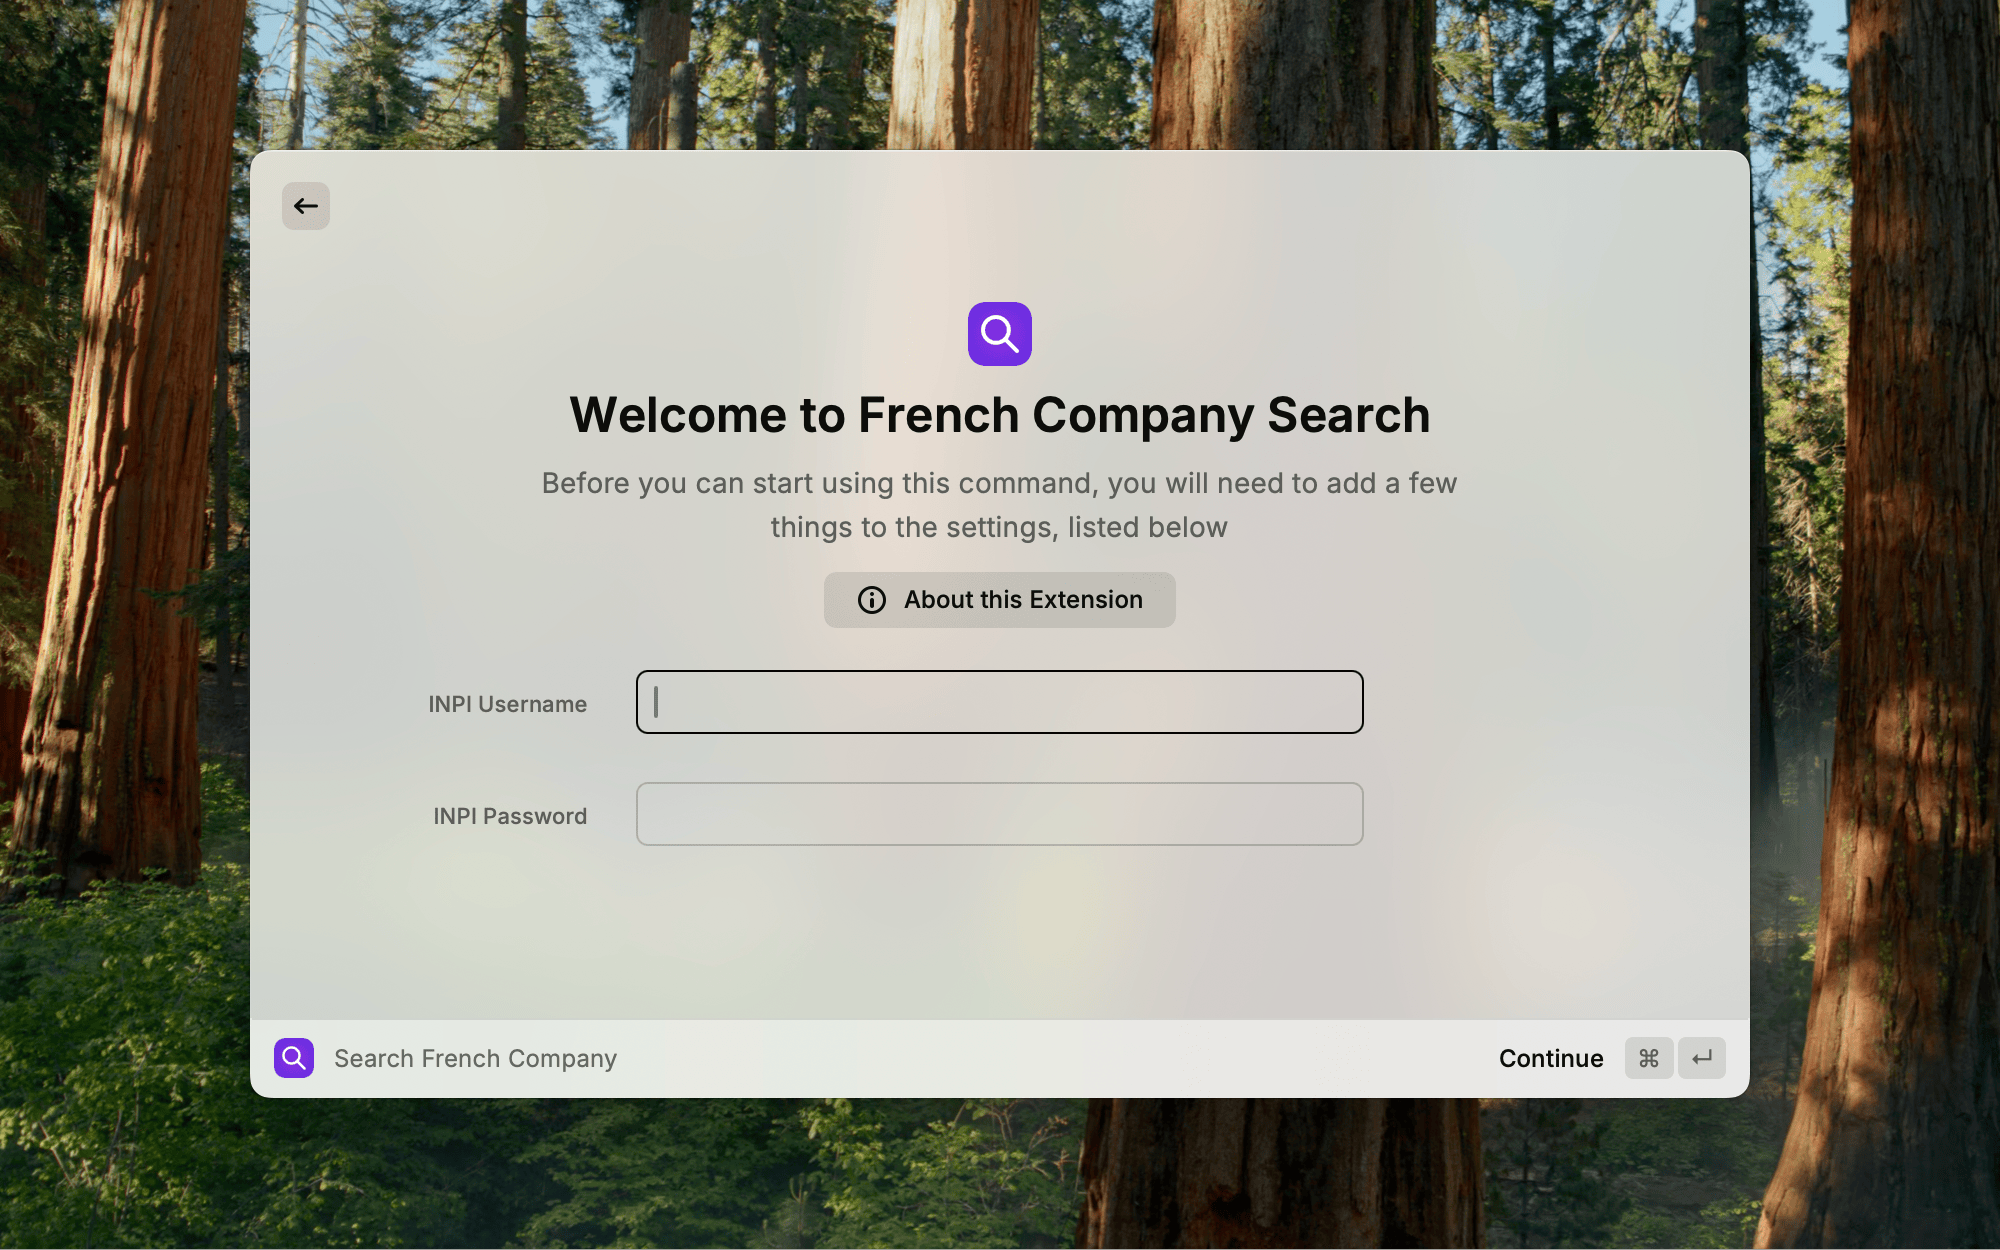 Welcome to French Company Search
Before you can start using this command, you will need to add a few
things to the settings, listed below
About this Extension
INPI Username
INPI Password
Search French Company
Continue ⌘ ↵